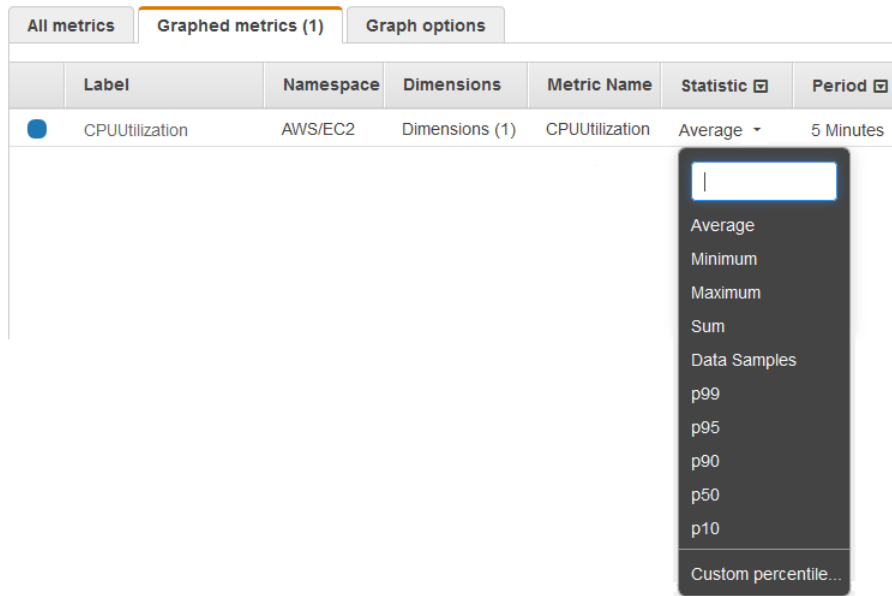 All metrics Graphed metrics (1) Graph options
Label Namespace Dimensions Metric Name Statistic Period
CPUUtilization AWS/EC2 Dimensions (1) CPUUtilization Average 5 Minutes
Average
Minimum
Maximum
Sum
Data Samples
p99
p95
p90
p50
p10
Custom percentile...